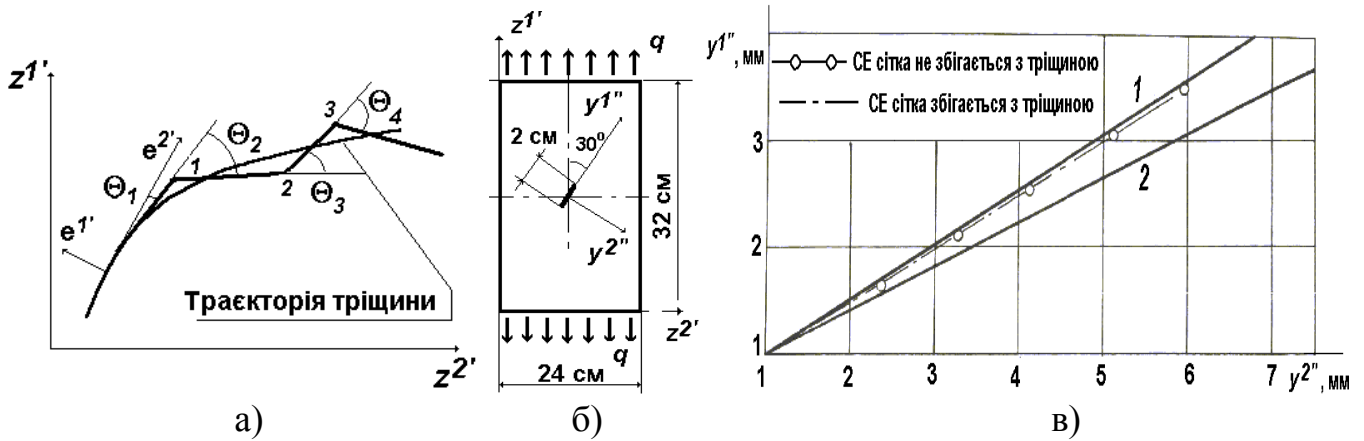 z1'
Θ1
e2'
e1'
1
Θ2
2
Θ3
3
Θ4
4
Траєкторія тріщини
z2'
а)
z1'
q
y1"
2 см
30⁰
y2"
32 см
z2'
q
24 см
б)
y1", мм
СЕ сітка не збігається з тріщиною
СЕ сітка збігається з тріщиною
1
2
3
2
1
1 2 3 4 5 6 7 y2", мм
в)